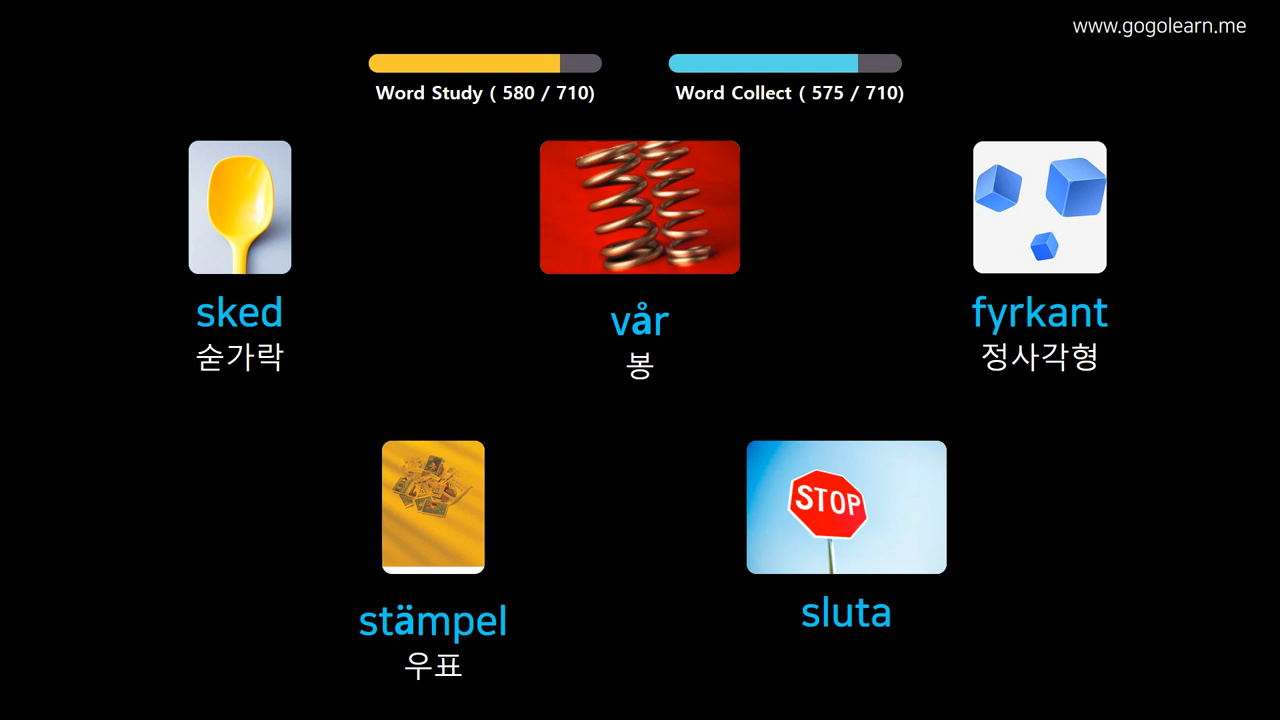 www.gogolearn.me
Word Study ( 580 / 710)
Word Collect ( 575 / 710)
sked
숟가락
vår
봉
fyrkant
정사각형
stämpel
우표
STOP
sluta